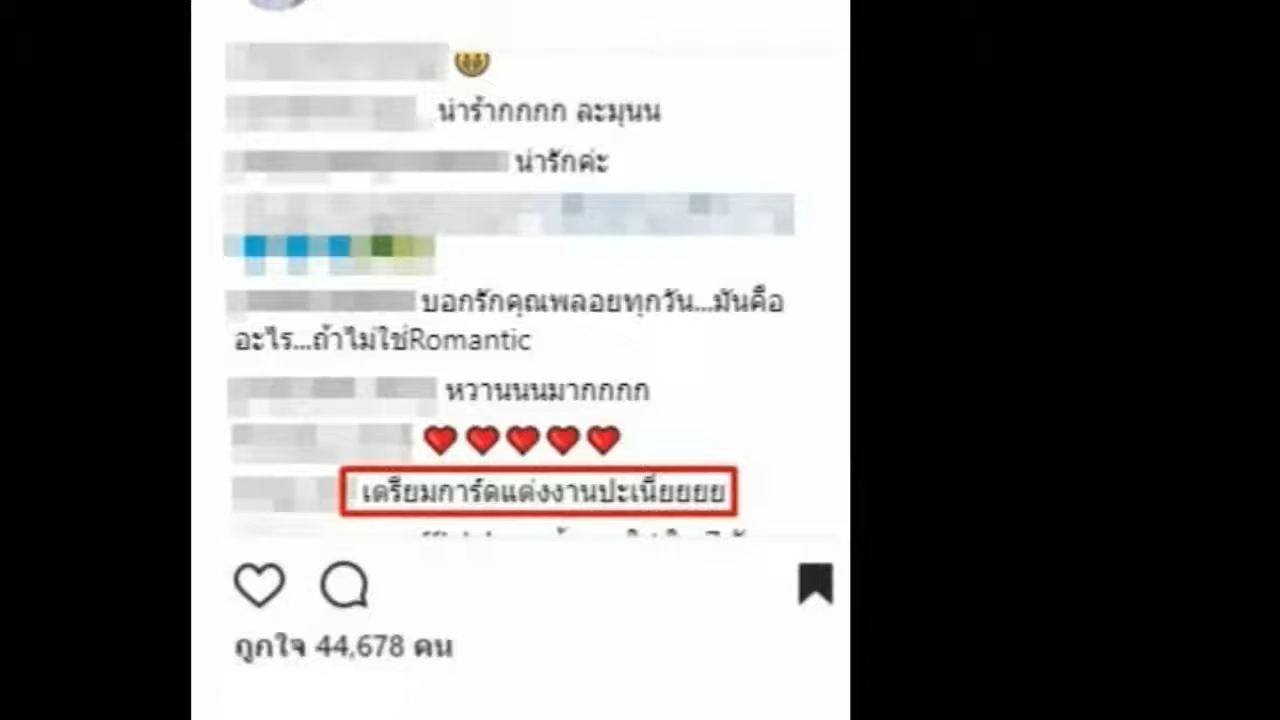 น่าร้ากกกก ละมุนน
น่ารักค่ะ
บอกรักคุณพลอยทุกวัน...มันคือ
อะไร...ถ้าไม่ใช่Romantic
หวานนนมากกกก
เตรียมการ์ดแต่งงานปะเนี่ยยยย
ถูกใจ 44,678 คน